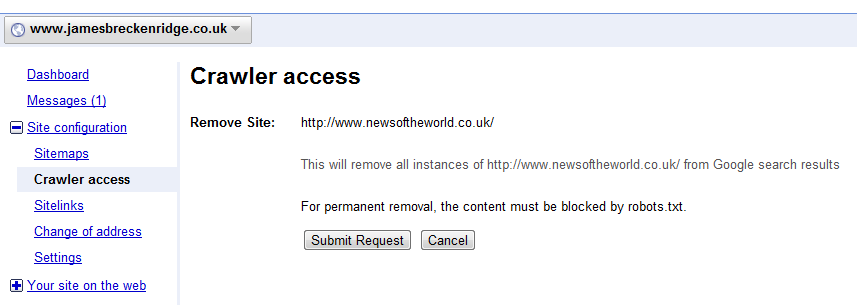 www.jamesbreckenridge.co.uk
Dashboard
Messages (1)
Site configuration
Sitemaps
Crawler access
Sitelinks
Change of address
Settings
Your site on the web
Crawler access
Remove Site: http://www.newsoftheworld.co.uk/
This will remove all instances of http://www.newsoftheworld.co.uk/ from Google search results
For permanent removal, the content must be blocked by robots.txt.
Submit Request Cancel